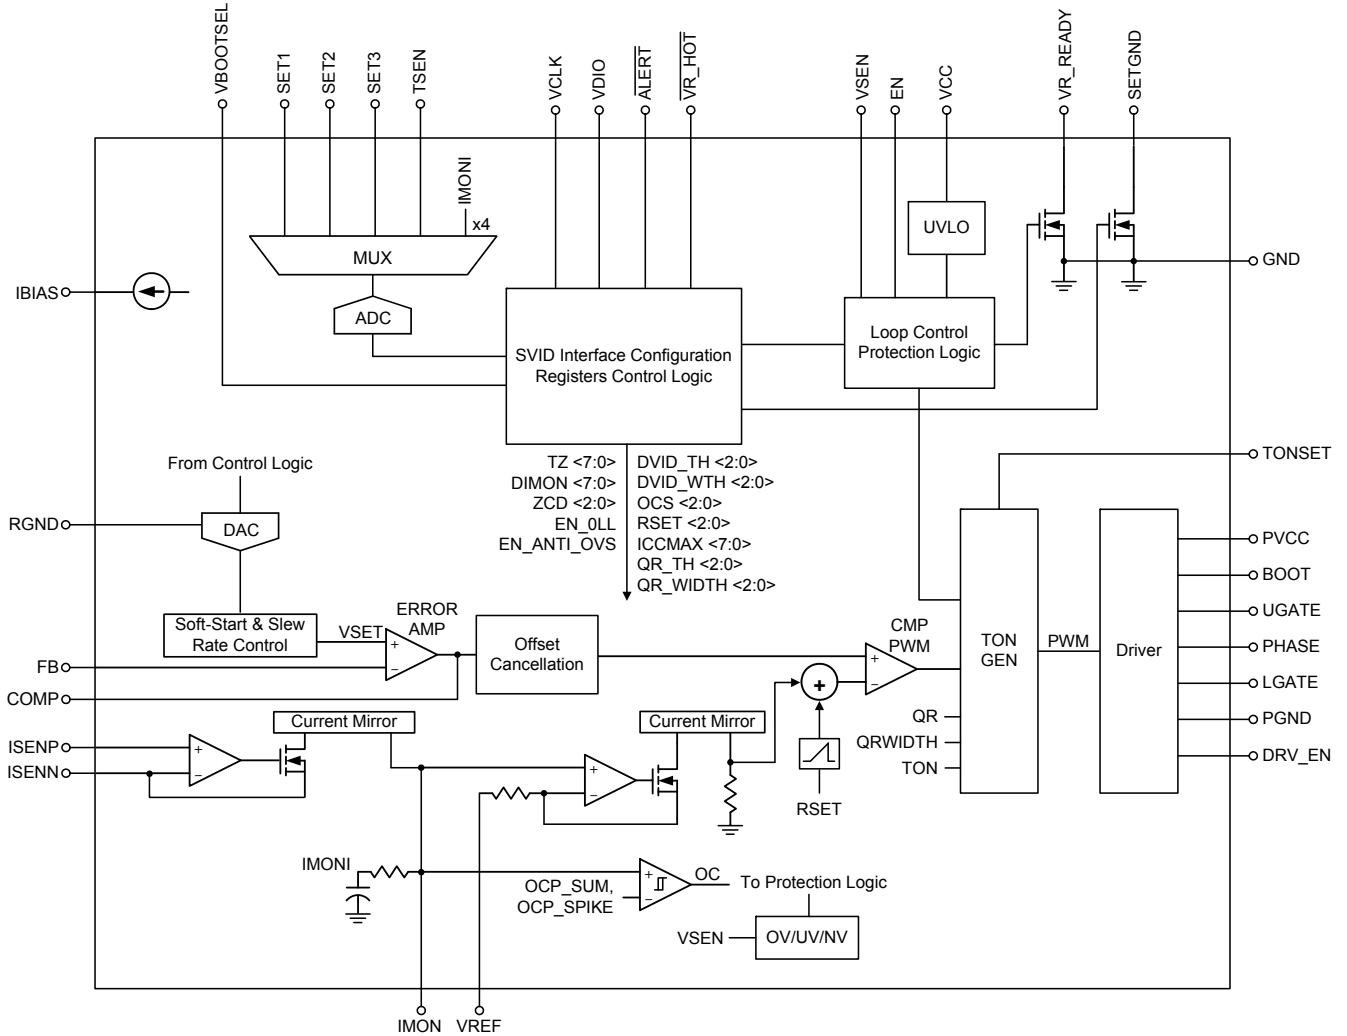 VBOOTSEL
SET1
SET2
SET3
TSEN
VCLK
VDIO
ALERT
VR_HOT
VSEN
EN
VCC
VR_READY
SETGND
IMONI
x4
MUX
UVLO
GND
IBIAS
ADC
SVID Interface Configuration
Registers Control Logic
Loop Control
Protection Logic
TONSET
From Control Logic
TZ <7:0>
DIMON <7:0>
ZCD <2:0>
EN_0LL
EN_ANTI_OVS
DVID_TH <2:0>
DVID_WTH <2:0>
OCS <2:0>
RSET <2:0>
ICCMAX <7:0>
QR_TH <2:0>
QR_WIDTH <2:0>
RGND
DAC
PVCC
BOOT
UGATE
PHASE
LGATE
PGND
DRV_EN
Soft-Start & Slew
Rate Control
VSET
ERROR
AMP
+
−
Offset
Cancellation
CMP
PWM
+
−
TON
GEN
PWM
Driver
FB
COMP
+
QR
QRWIDTH
TON
Current Mirror
Current Mirror
ISENP
ISENN
+
−
+
−
RSET
IMONI
OCP_SUM,
OCP_SPIKE
+
−
OC
To Protection Logic
VSEN
OV/UV/NV
IMON
VREF